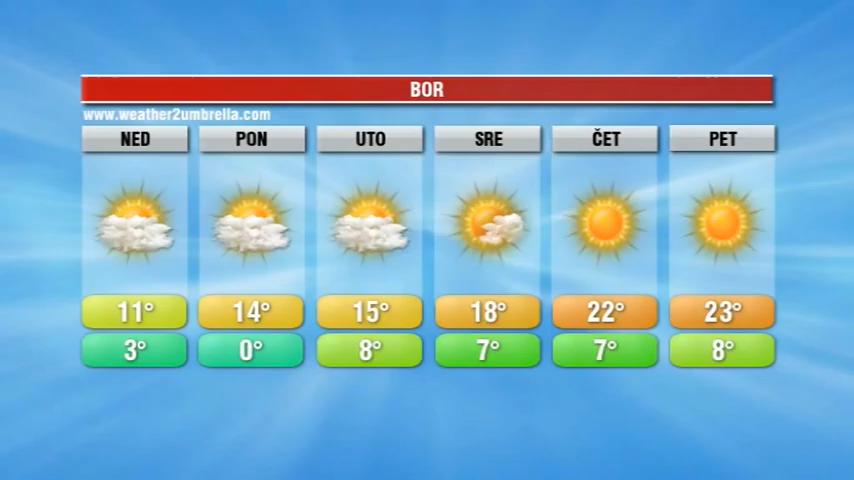 BOR
www.weather2umbrella.com
NED PON UTO SRE ČET PET
11° 14° 15° 18° 22° 23°
3° 0° 8° 7° 7° 8°